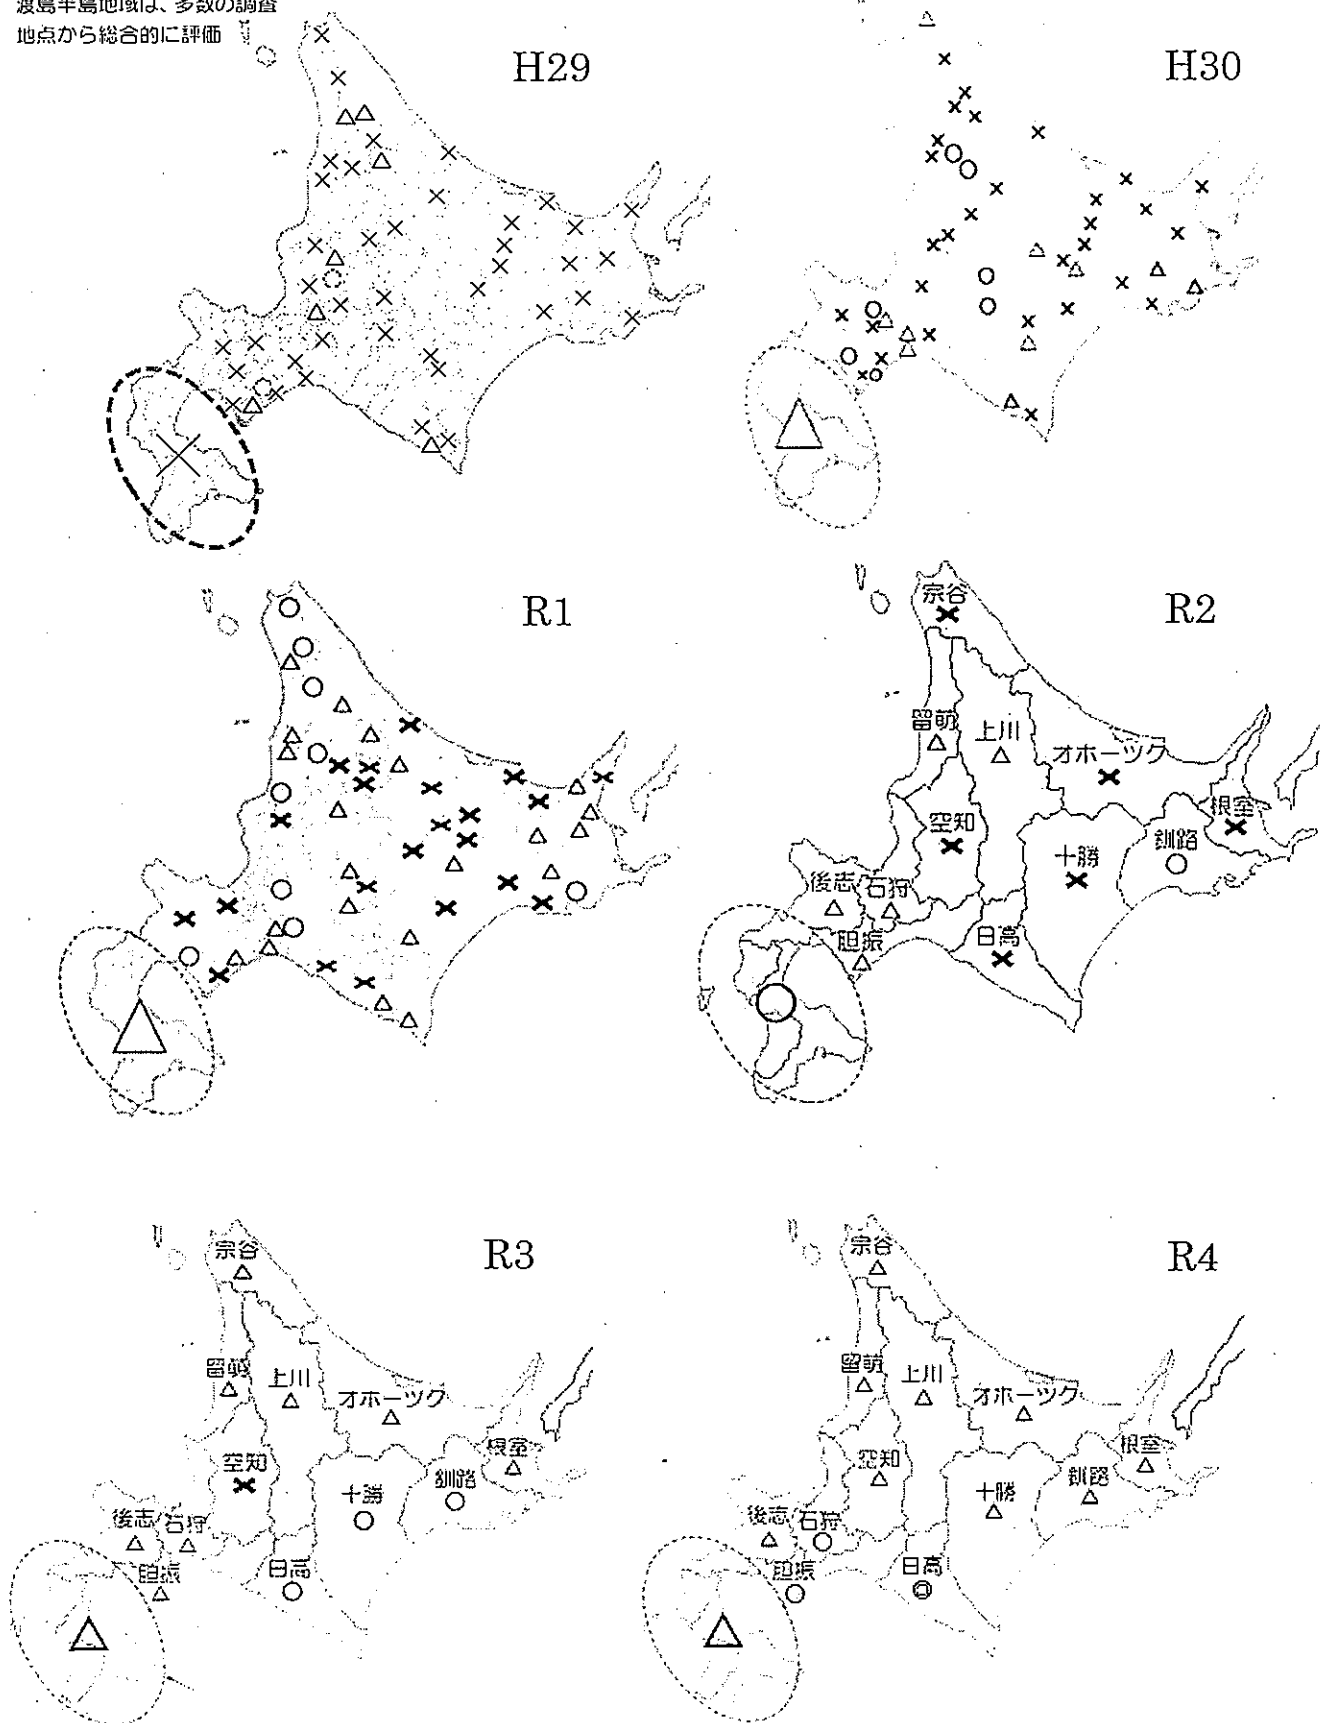 渡島半島地域は、多数の調査
地点から総合的に評価
H29
H30
R1
R2
宗谷
留萌
上川
オホーツク
空知
根室
釧路
十勝
後志
石狩
胆振
日高
R3
宗谷
留萌
上川
オホーツク
根室
空知
釧路
十勝
後志
石狩
胆振
日高
R4
宗谷
留萌
上川
オホーツク
根室
空知
釧路
十勝
後志
石狩
胆振
日高